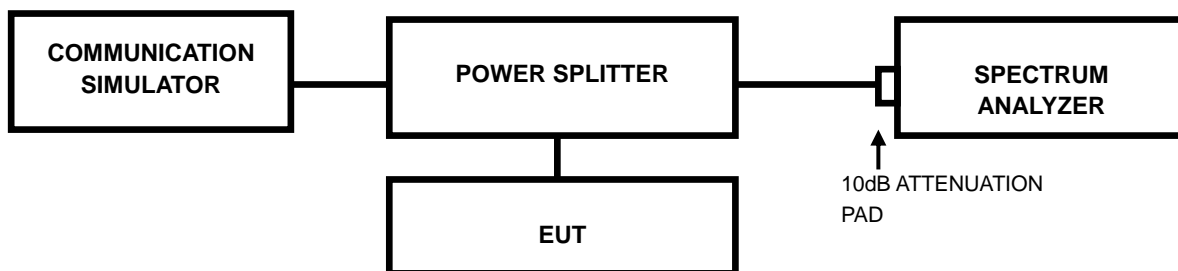 COMMUNICATION
SIMULATOR
POWER SPLITTER
SPECTRUM
ANALYZER
10dB ATTENUATION
PAD
EUT